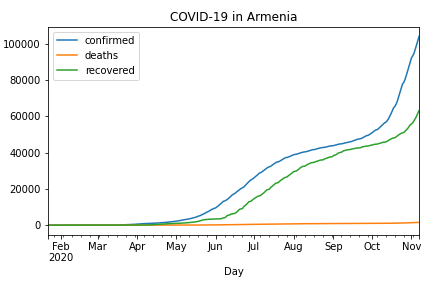 COVID-19 in Armenia
confirmed
deaths
recovered
100000
80000
60000
40000
20000
0
Feb Mar Apr May Jun Jul Aug Sep Oct Nov
2020
Day